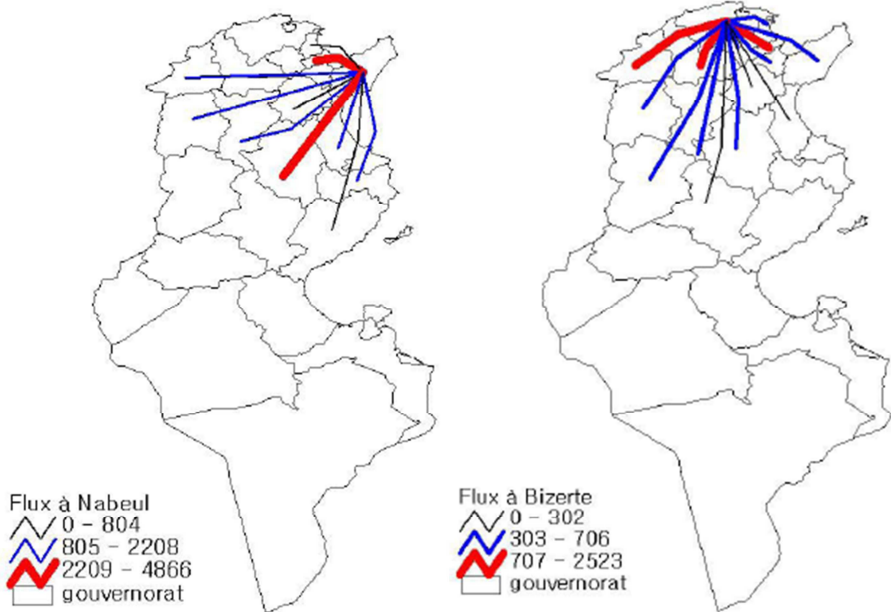 Flux à Nabeul
0 - 804
805 - 2208
2209 - 4866
gouvernorat
Flux à Bizerte
0 - 302
303 - 706
707 - 2523
gouvernorat